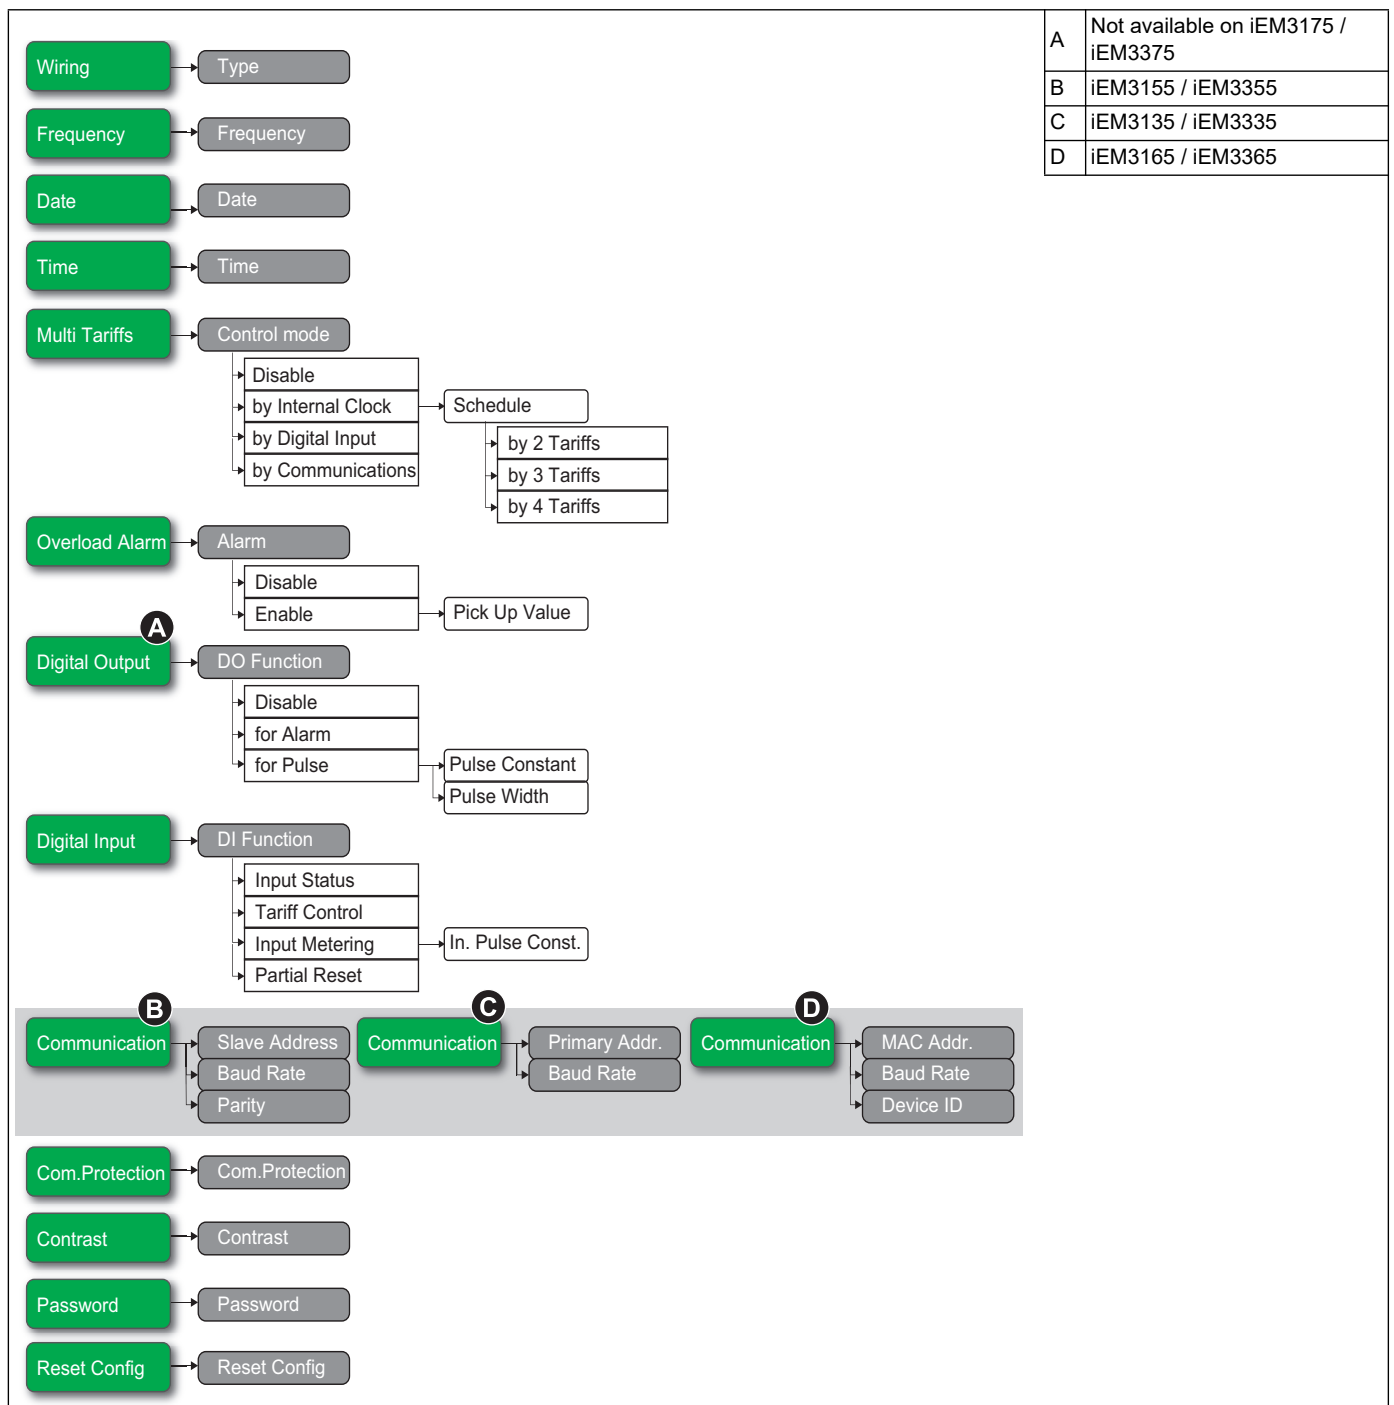 A
Not available on iEM3175 /
iEM3375
B
iEM3155 / iEM3355
C
iEM3135 / iEM3335
D
iEM3165 / iEM3365
Wiring
Type
Frequency
Frequency
Date
Date
Time
Time
Multi Tariffs
Control mode
Disable
by Internal Clock
Schedule
by Digital Input
by 2 Tariffs
by Communications
by 3 Tariffs
by 4 Tariffs
Overload Alarm
Alarm
Disable
Enable
Pick Up Value
A
Digital Output
DO Function
Disable
for Alarm
for Pulse
Pulse Constant
Pulse Width
Digital Input
DI Function
Input Status
Tariff Control
Input Metering
In. Pulse Const.
Partial Reset
B
Communication
Slave Address
Baud Rate
Parity
C
Communication
Primary Addr.
Baud Rate
D
Communication
MAC Addr.
Baud Rate
Device ID
Com.Protection
Com.Protection
Contrast
Contrast
Password
Password
Reset Config
Reset Config